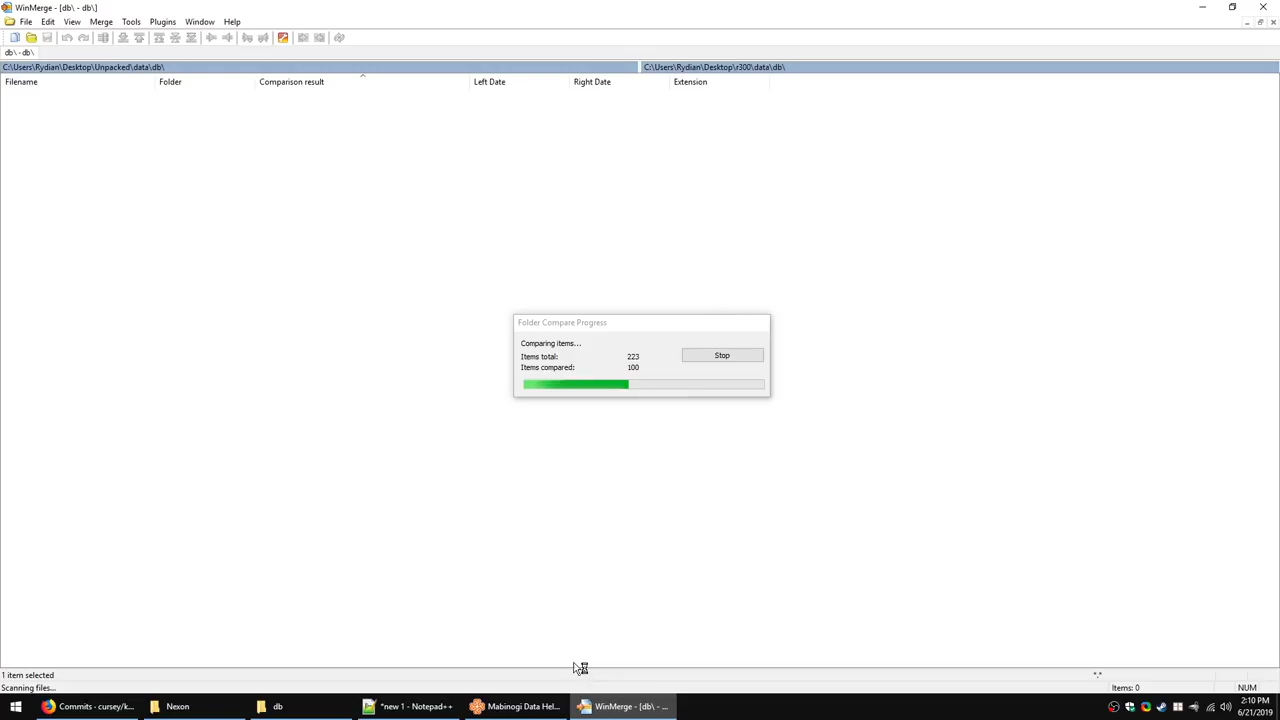 WinMerge - [db\ - db\]
File Edit View Merge Tools Plugins Window Help
db\ - db\
C:\Users\Rydian\Desktop\Unpacked\data\db\ C:\Users\Rydian\Desktop\r300\data\db\
Filename Folder Comparison result Left Date Right Date Extension
Folder Compare Progress
Comparing items...
Items total: 223 Stop
Items compared: 100
1 item selected *.*
Scanning files... Items: 0 NUM
Commits - cursey/k... Nexon db *new 1 - Notepad++ Mabinogi Data Hel... WinMerge - [db\ - ... 2:10 PM
6/21/2019